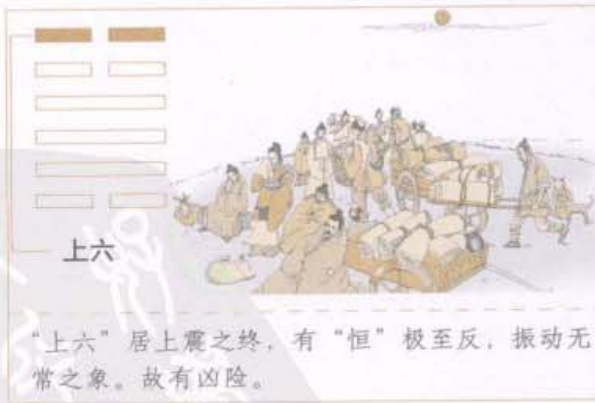 上六
“上六”居上震之终，有“恒”极至反，振动无
常之象。故有凶险。